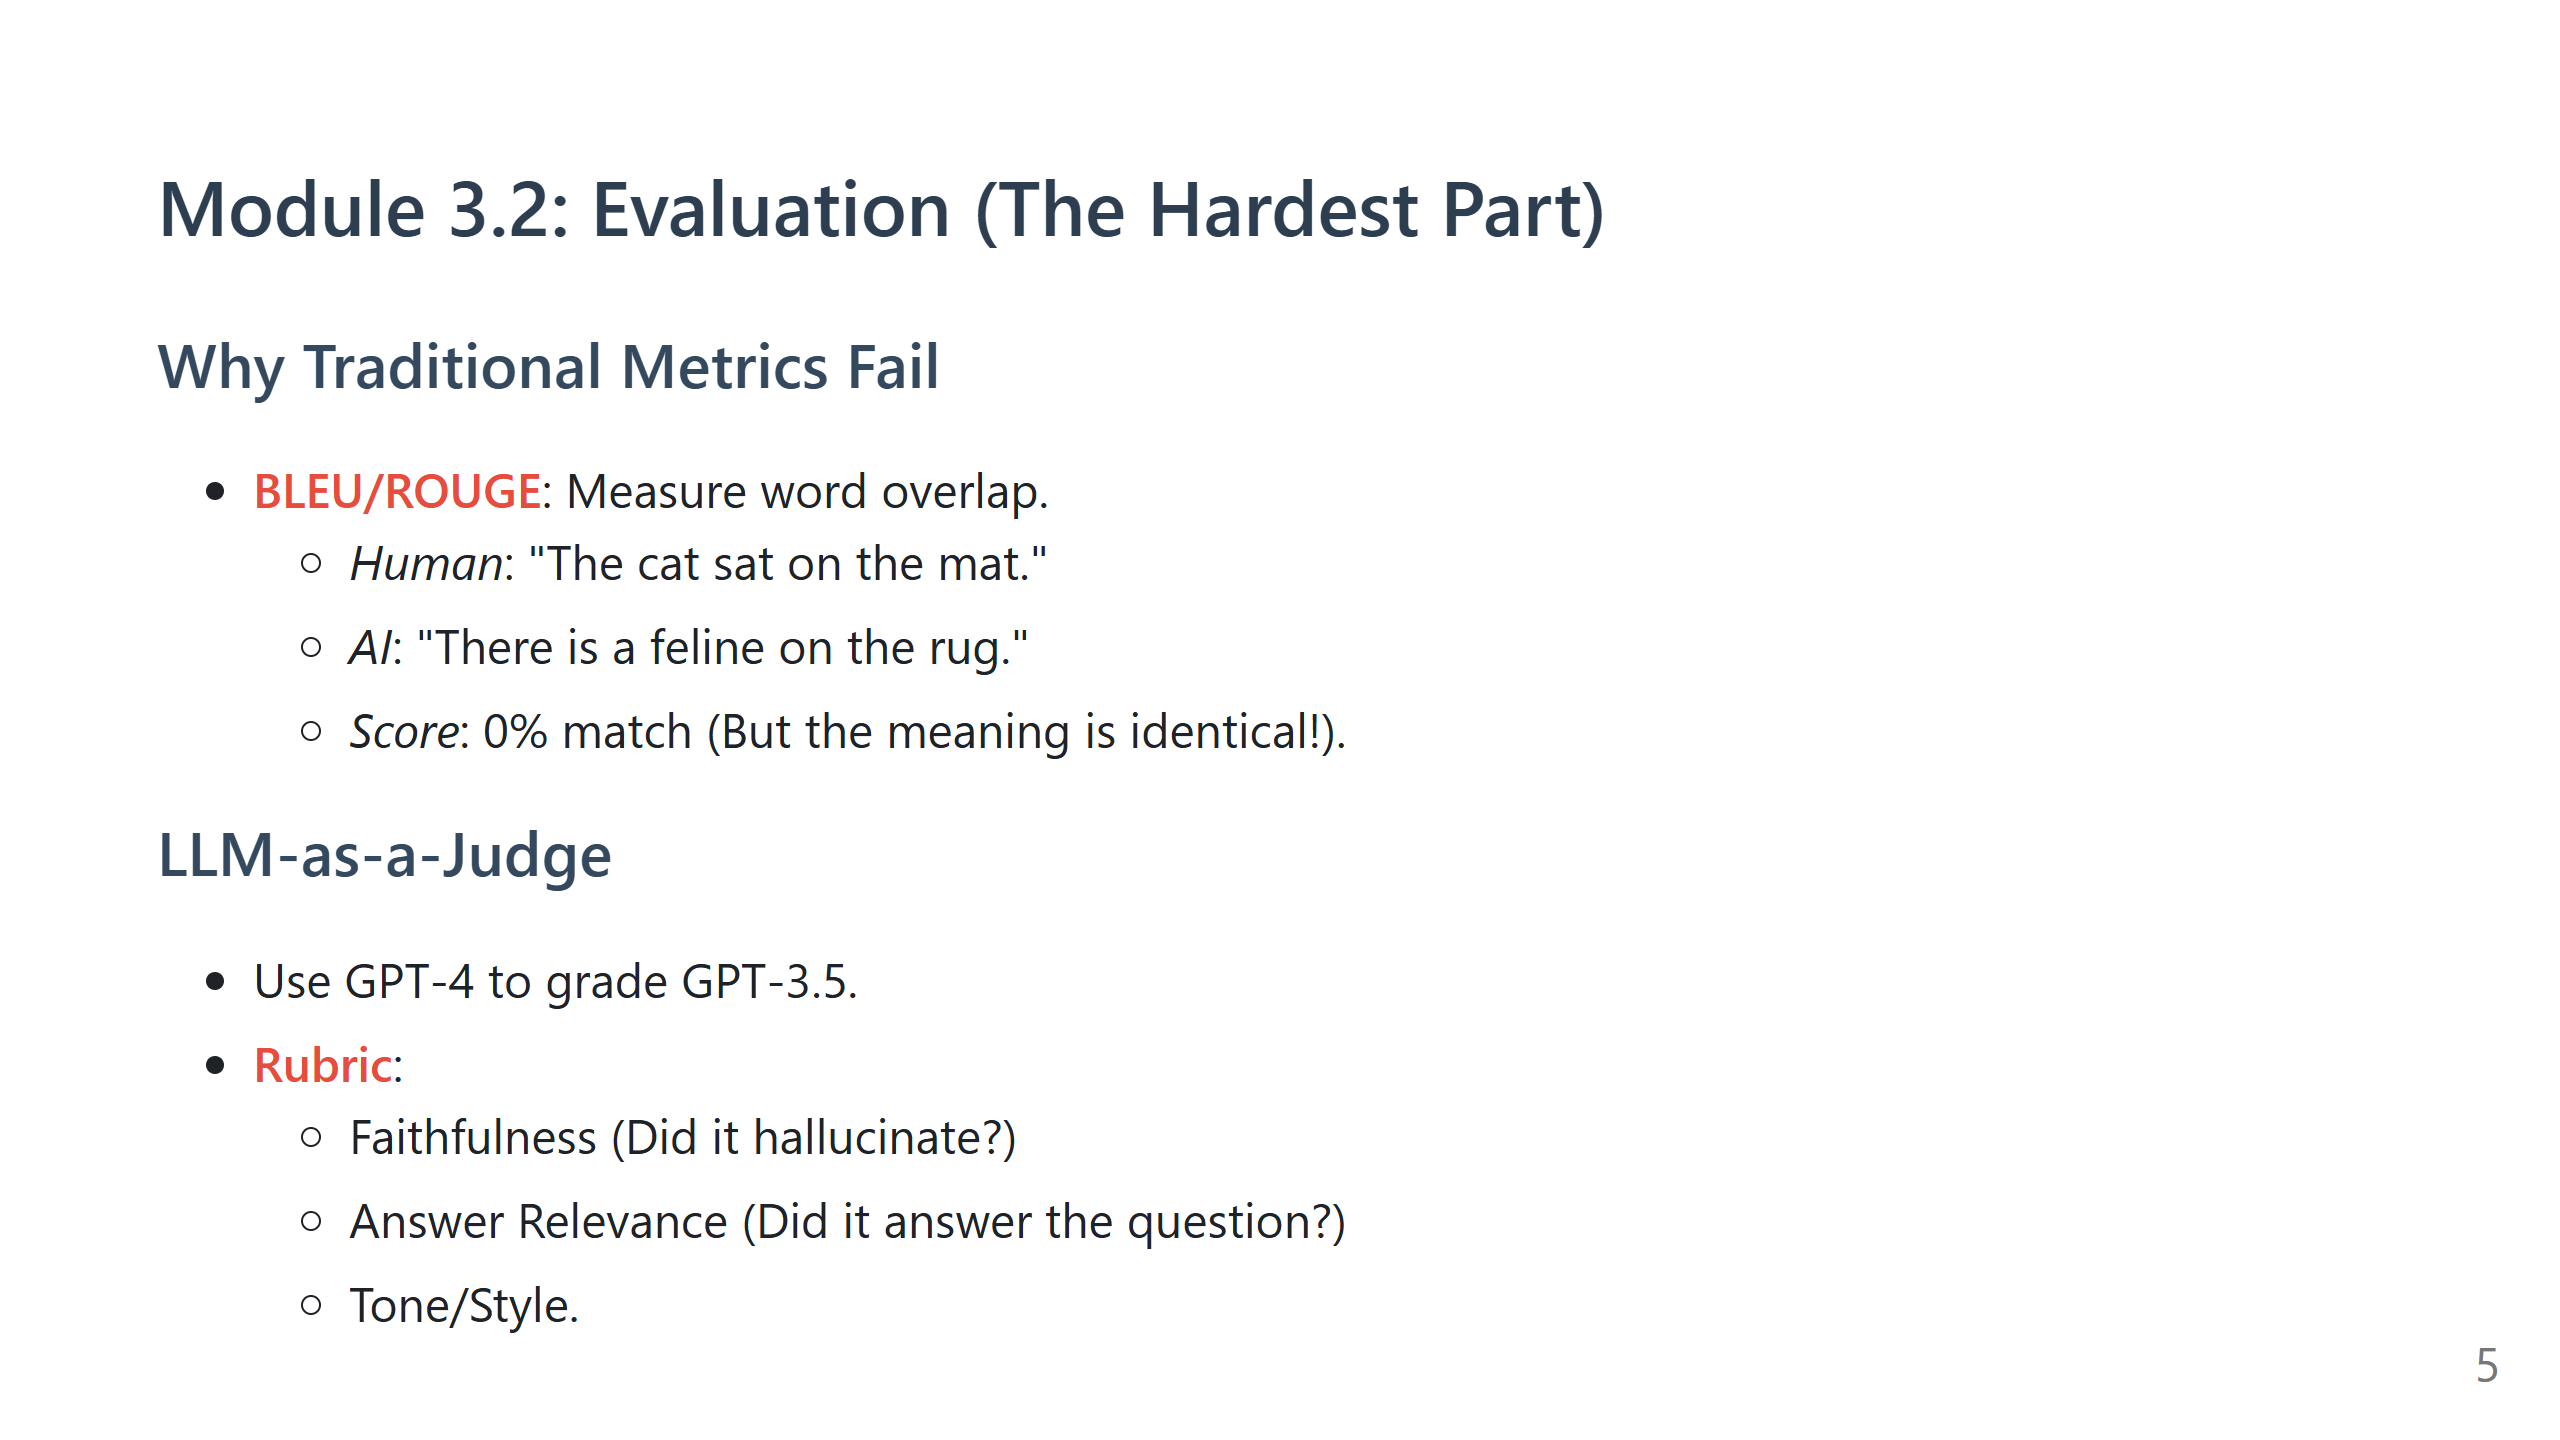 Module 3.2: Evaluation (The Hardest Part)
Why Traditional Metrics Fail
BLEU/ROUGE: Measure word overlap.
Human: "The cat sat on the mat."
AI: "There is a feline on the rug."
Score: 0% match (But the meaning is identical!).
LLM-as-a-Judge
Use GPT-4 to grade GPT-3.5.
Rubric:
Faithfulness (Did it hallucinate?)
Answer Relevance (Did it answer the question?)
Tone/Style.
5